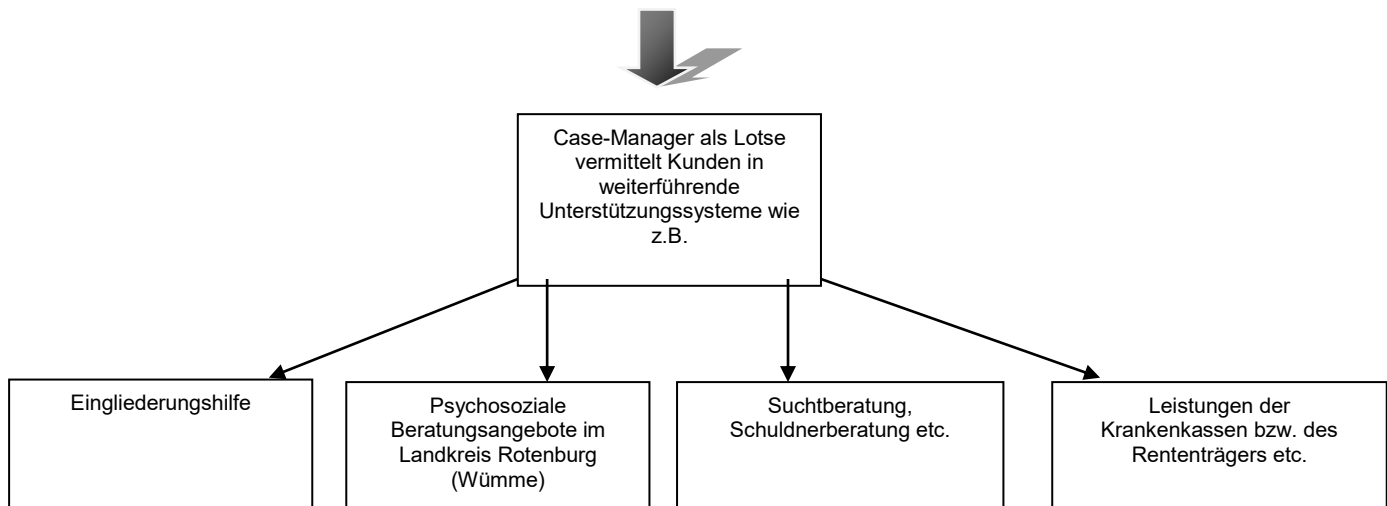 Case-Manager als Lotse
vermittelt Kunden in
weiterführende
Unterstützungssysteme wie
z.B.
Eingliederungshilfe
Psychosoziale
Beratungsangebote im
Landkreis Rotenburg
(Wümme)
Suchtberatung,
Schuldnerberatung etc.
Leistungen der
Krankenkassen bzw. des
Rententrägers etc.